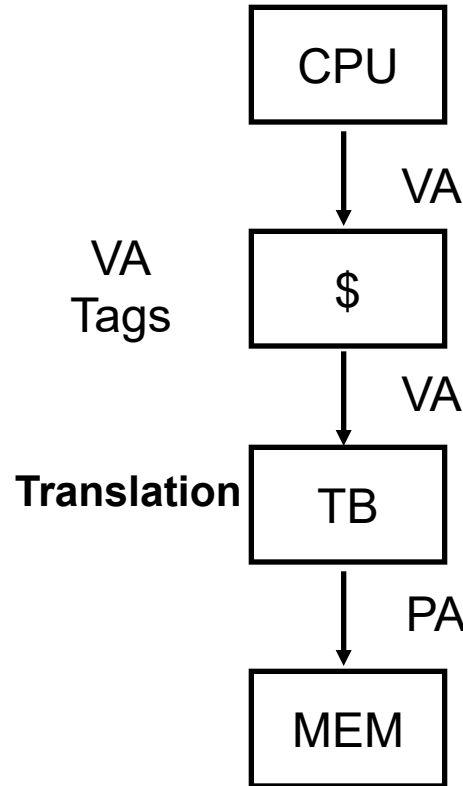 CPU
VA
VA
Tags
$
VA
Translation
TB
PA
MEM